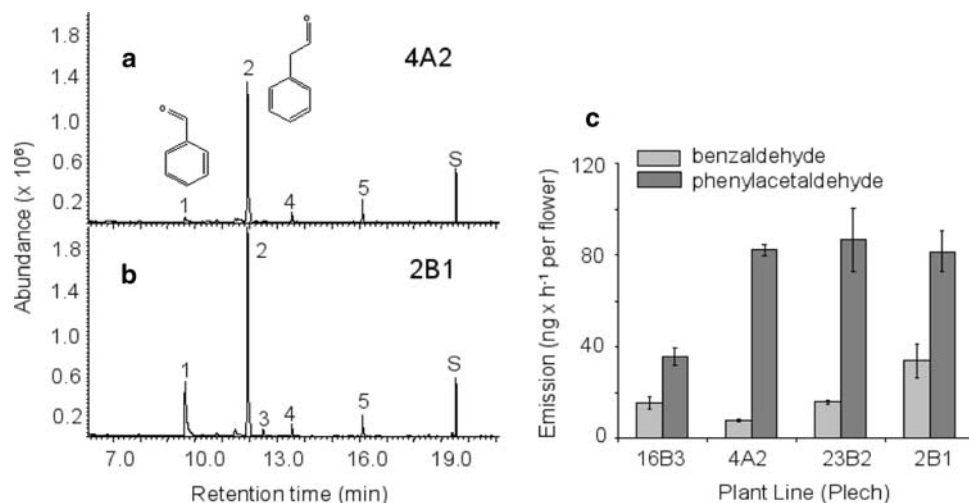 a
4A2
Abundance (x 10⁶)
1.8
1.4
1.0
0.6
0.2
O
O
1
2
4
5
S
b
2B1
1.8
1.4
1.0
0.6
0.2
1
2
3
4
5
S
7.0 10.0 13.0 16.0 19.0
Retention time (min)
c
benzaldehyde
phenylacetaldehyde
Emission (ng x h⁻¹ per flower)
120
80
40
0
16B3 4A2 23B2 2B1
Plant Line (Plech)